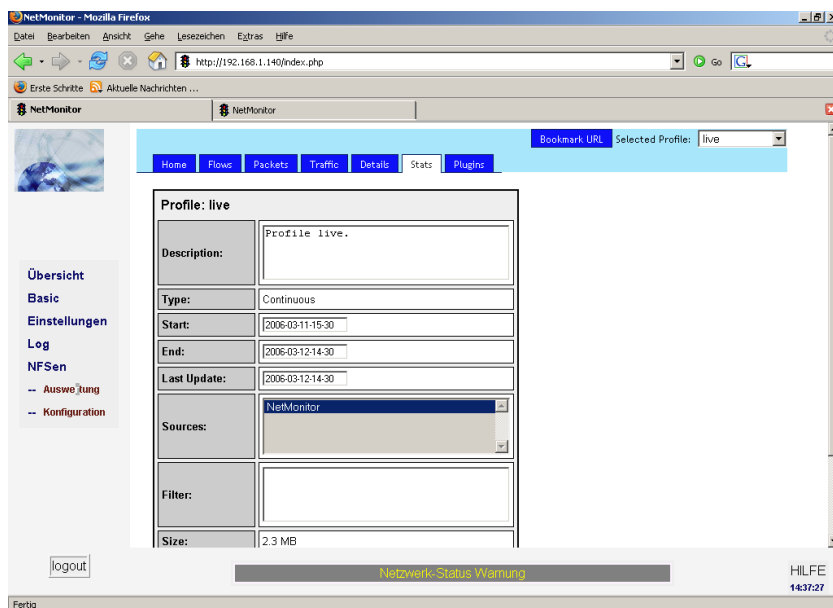 NetMonitor - Mozilla Firefox
Datei Bearbeiten Ansicht Gehe Lesezeichen Extras Hilfe
http://192.168.1.140/index.php
Go
G
Erste Schritte Aktuelle Nachrichten ...
NetMonitor NetMonitor
Bookmark URL Selected Profile: live
Home Flows Packets Traffic Details Stats Plugins
Profile: live
Description: Profile live.
Type: Continuous
Start: 2006-03-11-15-30
End: 2006-03-12-14-30
Last Update: 2006-03-12-14-30
Sources: NetMonitor
Filter:
Size: 2.3 MB
Übersicht
Basic
Einstellungen
Log
NFSen
-- Auswertung
-- Konfiguration
logout
Netzwerk-Status Warnung
HILFE
14:37:27
Fertig